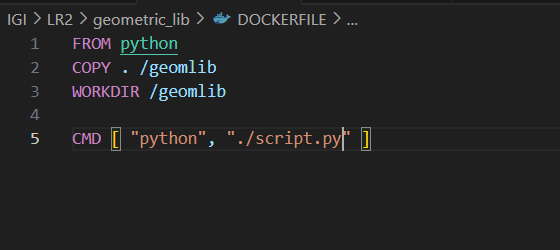 IGI > LR2 > geometric_lib > DOCKERFILE > ...
1 FROM python
2 COPY . /geomlib
3 WORKDIR /geomlib
4
5 CMD [ "python", "./script.py" ]